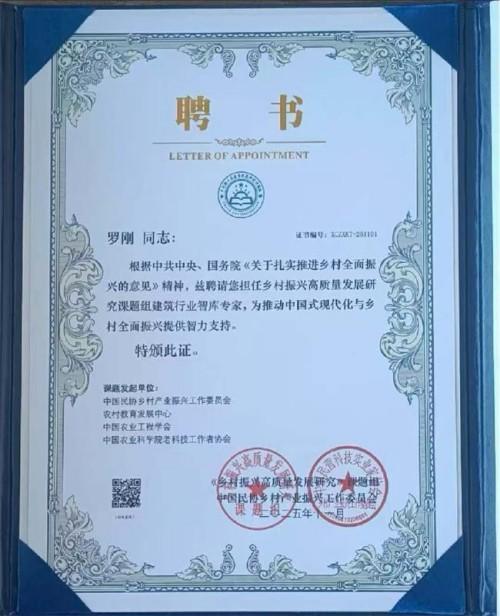 聘 书
LETTER OF APPOINTMENT
罗刚 同志：
证书编号：
根据中共中央、国务院《关于扎实推进乡村全面振
兴的意见》精神，兹聘请您担任乡村振兴高质量发展研
究课题组建筑行业智库专家，为推动中国式现代化与乡
村全面振兴提供智力支持。
特颁此证。
课题发起单位：
中国民协乡村产业振兴工作委员会
农村教育发展中心
中国农业工程学会
中国农业科学院老科技工作者协会
《乡村振兴高质量发展研究》课题组
中国民协乡村产业振兴工作委员会
二〇二五年十一月
课题组